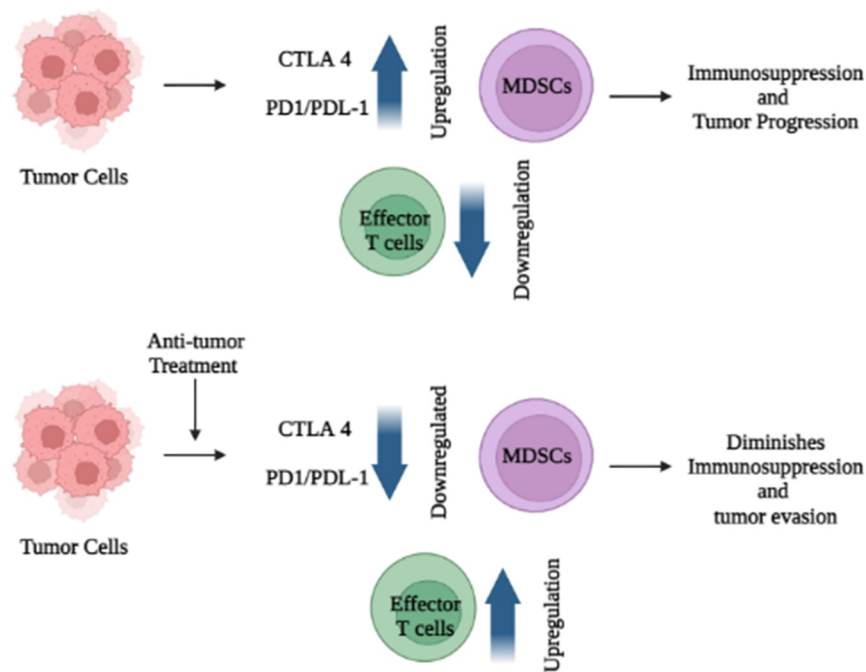 CTLA 4
PD1/PDL-1
Upregulation
MDSCs
Immunosuppression
and
Tumor Progression
Tumor Cells
Effector
T cells
Downregulation
Anti-tumor
Treatment
CTLA 4
PD1/PDL-1
Downregulated
MDSCs
Diminishes
Immunosuppression
and
tumor evasion
Tumor Cells
Effector
T cells
Upregulation